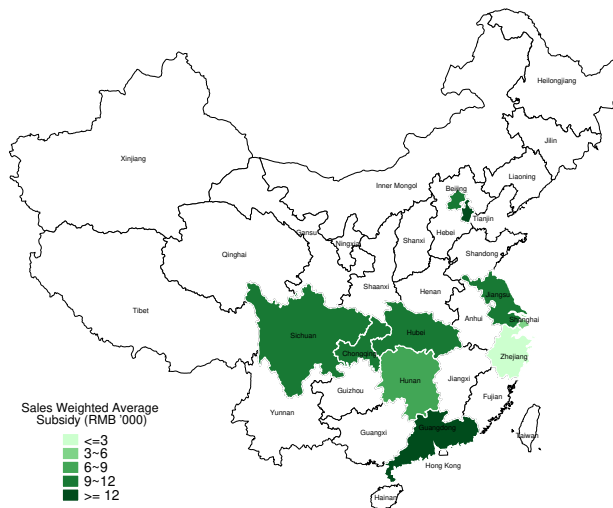 Heilongjiang
Jilin
Xinjiang
Liaoning
Inner Mongol
Beijing
Tianjin
Gansu
Hebei
Ningxia
Shanxi
Qinghai
Shandong
Shaanxi
Henan
Jiangsu
Tibet
Anhui
Shanghai
Hubei
Sichuan
Chongqing
Zhejiang
Hunan
Jiangxi
Guizhou
Fujian
Yunnan
Guangdong
Guangxi
Taiwan
Hong Kong
Hainan
Sales Weighted Average
Subsidy (RMB '000)
<=3
3~6
6~9
9~12
>= 12